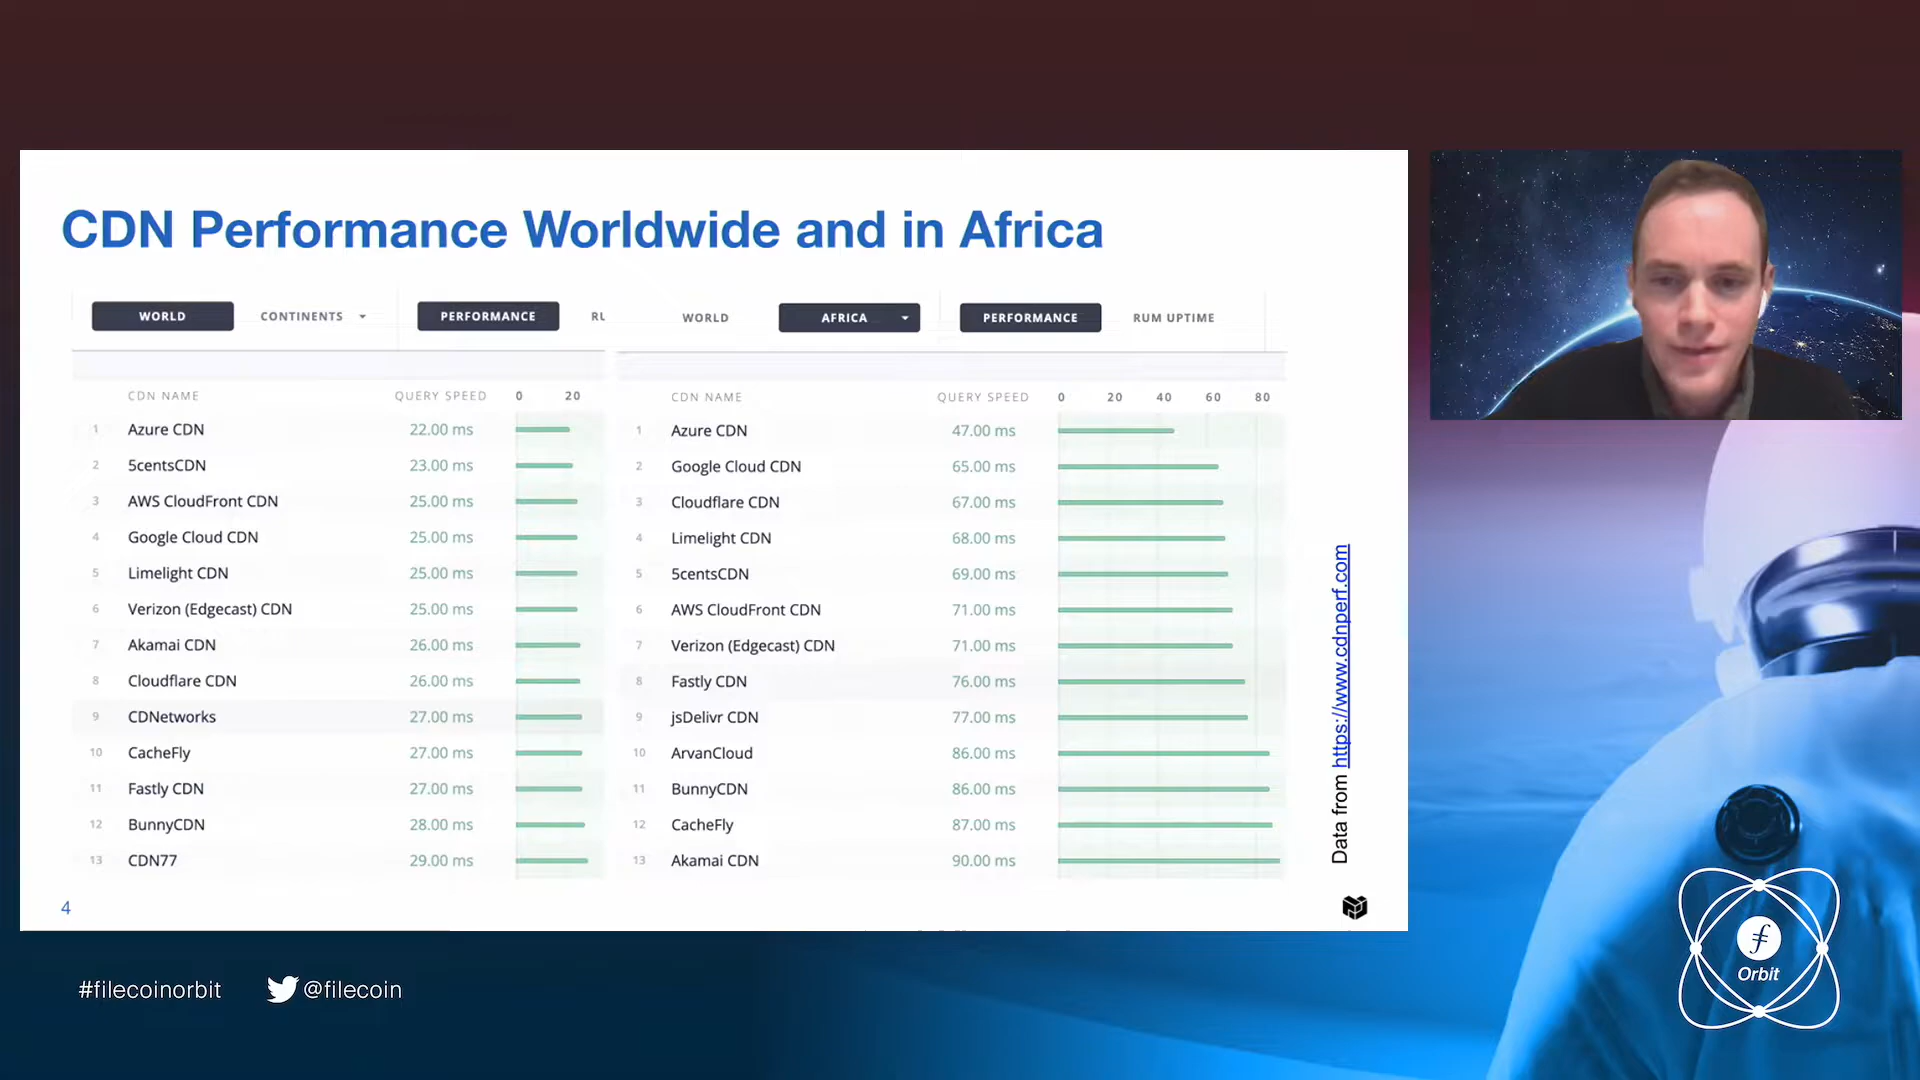 CDN Performance Worldwide and in Africa
WORLD CONTINENTS PERFORMANCE RU
CDN NAME QUERY SPEED 0 20
1 Azure CDN 22.00 ms
2 5centsCDN 23.00 ms
3 AWS CloudFront CDN 25.00 ms
4 Google Cloud CDN 25.00 ms
5 Limelight CDN 25.00 ms
6 Verizon (Edgecast) CDN 25.00 ms
7 Akamai CDN 26.00 ms
8 Cloudflare CDN 26.00 ms
9 CDNetworks 27.00 ms
10 CacheFly 27.00 ms
11 Fastly CDN 27.00 ms
12 BunnyCDN 28.00 ms
13 CDN77 29.00 ms
WORLD AFRICA PERFORMANCE RUM UPTIME
CDN NAME QUERY SPEED 0 20 40 60 80
1 Azure CDN 47.00 ms
2 Google Cloud CDN 65.00 ms
3 Cloudflare CDN 67.00 ms
4 Limelight CDN 68.00 ms
5 5centsCDN 69.00 ms
6 AWS CloudFront CDN 71.00 ms
7 Verizon (Edgecast) CDN 71.00 ms
8 Fastly CDN 76.00 ms
9 jsDelivr CDN 77.00 ms
10 ArvanCloud 86.00 ms
11 BunnyCDN 86.00 ms
12 CacheFly 87.00 ms
13 Akamai CDN 90.00 ms
Data from https://www.cdnperf.com
4
#filecoinorbit @filecoin
Orbit